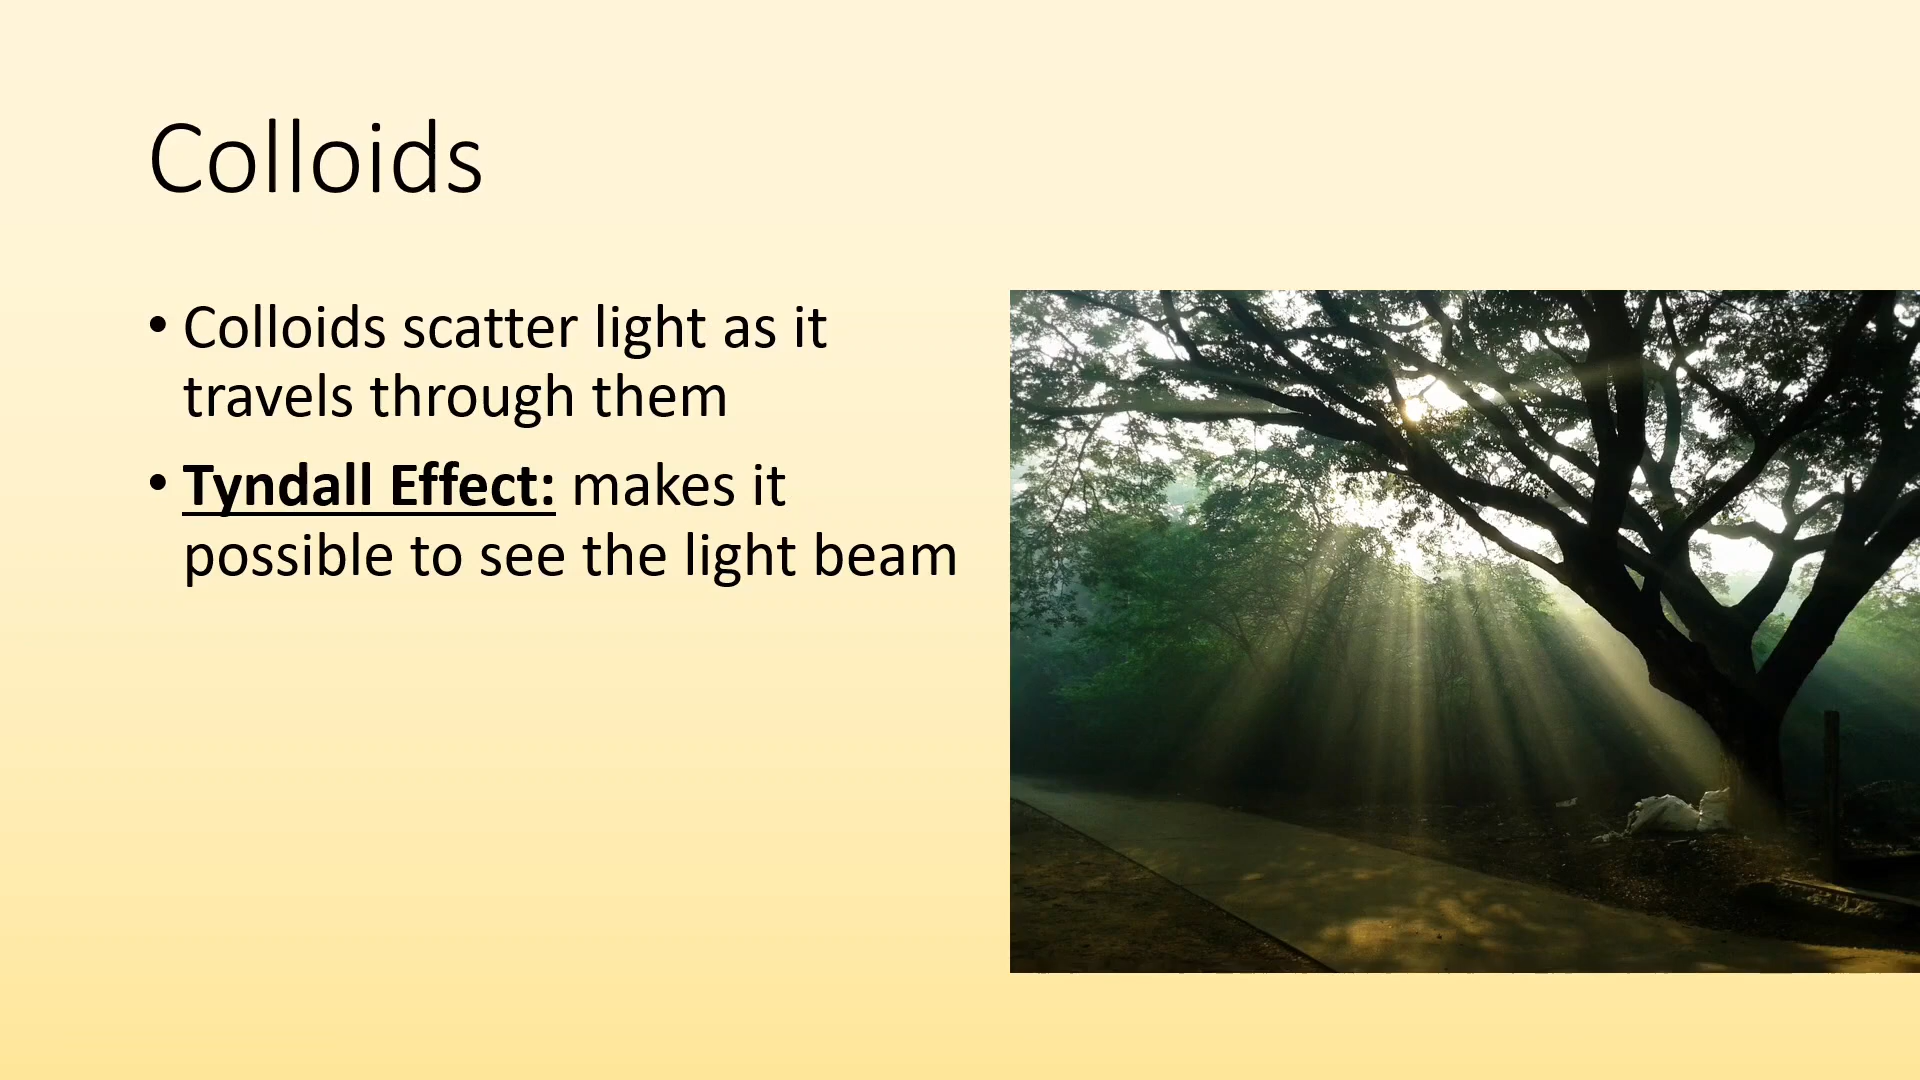 Colloids
• Colloids scatter light as it
travels through them
• Tyndall Effect: makes it
possible to see the light beam